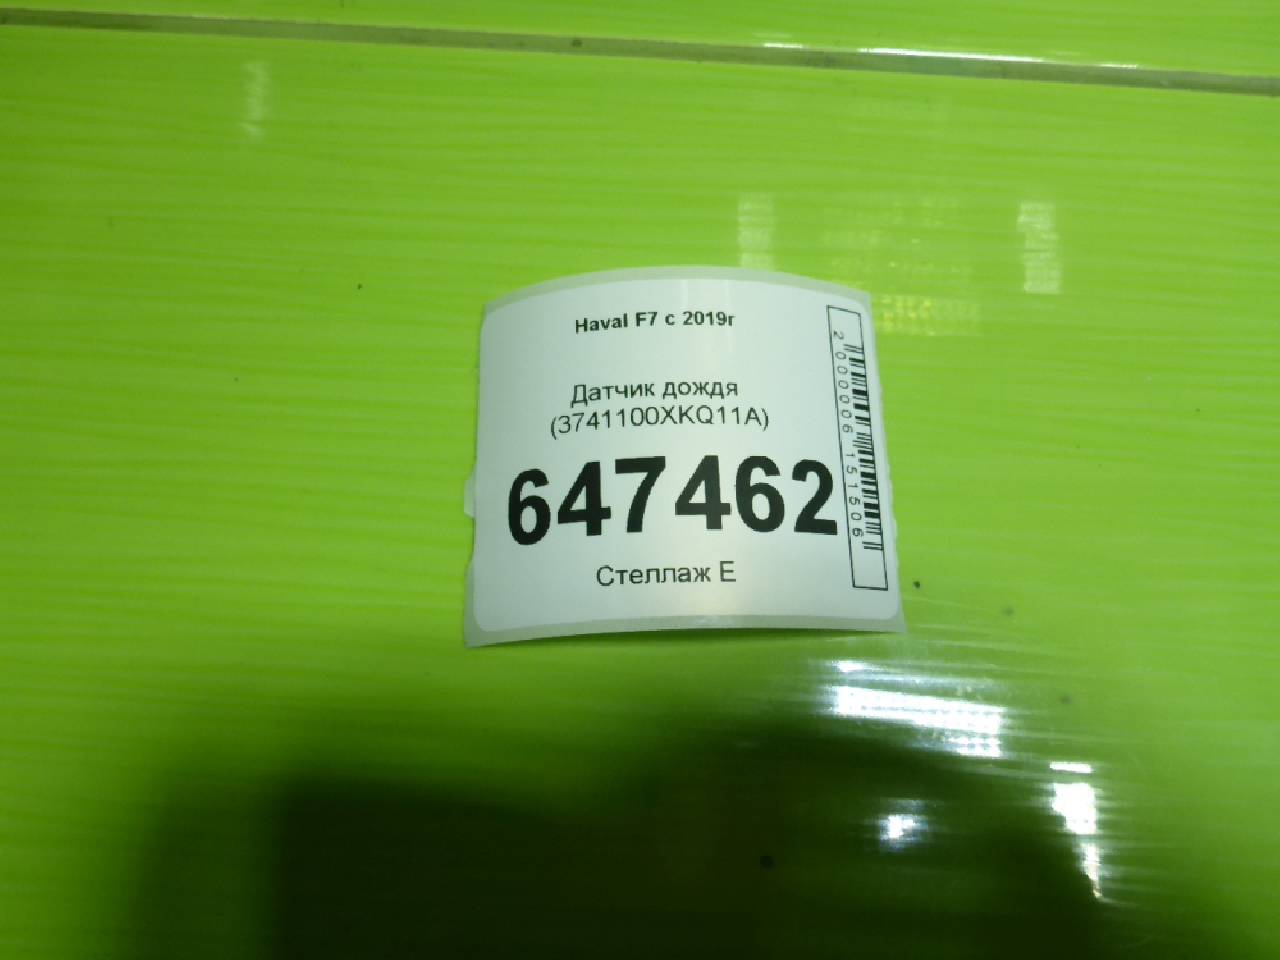 Haval F7 с 2019г
Датчик дождя
(3741100XKQ11A)
647462
Стеллаж Е
2000006151506